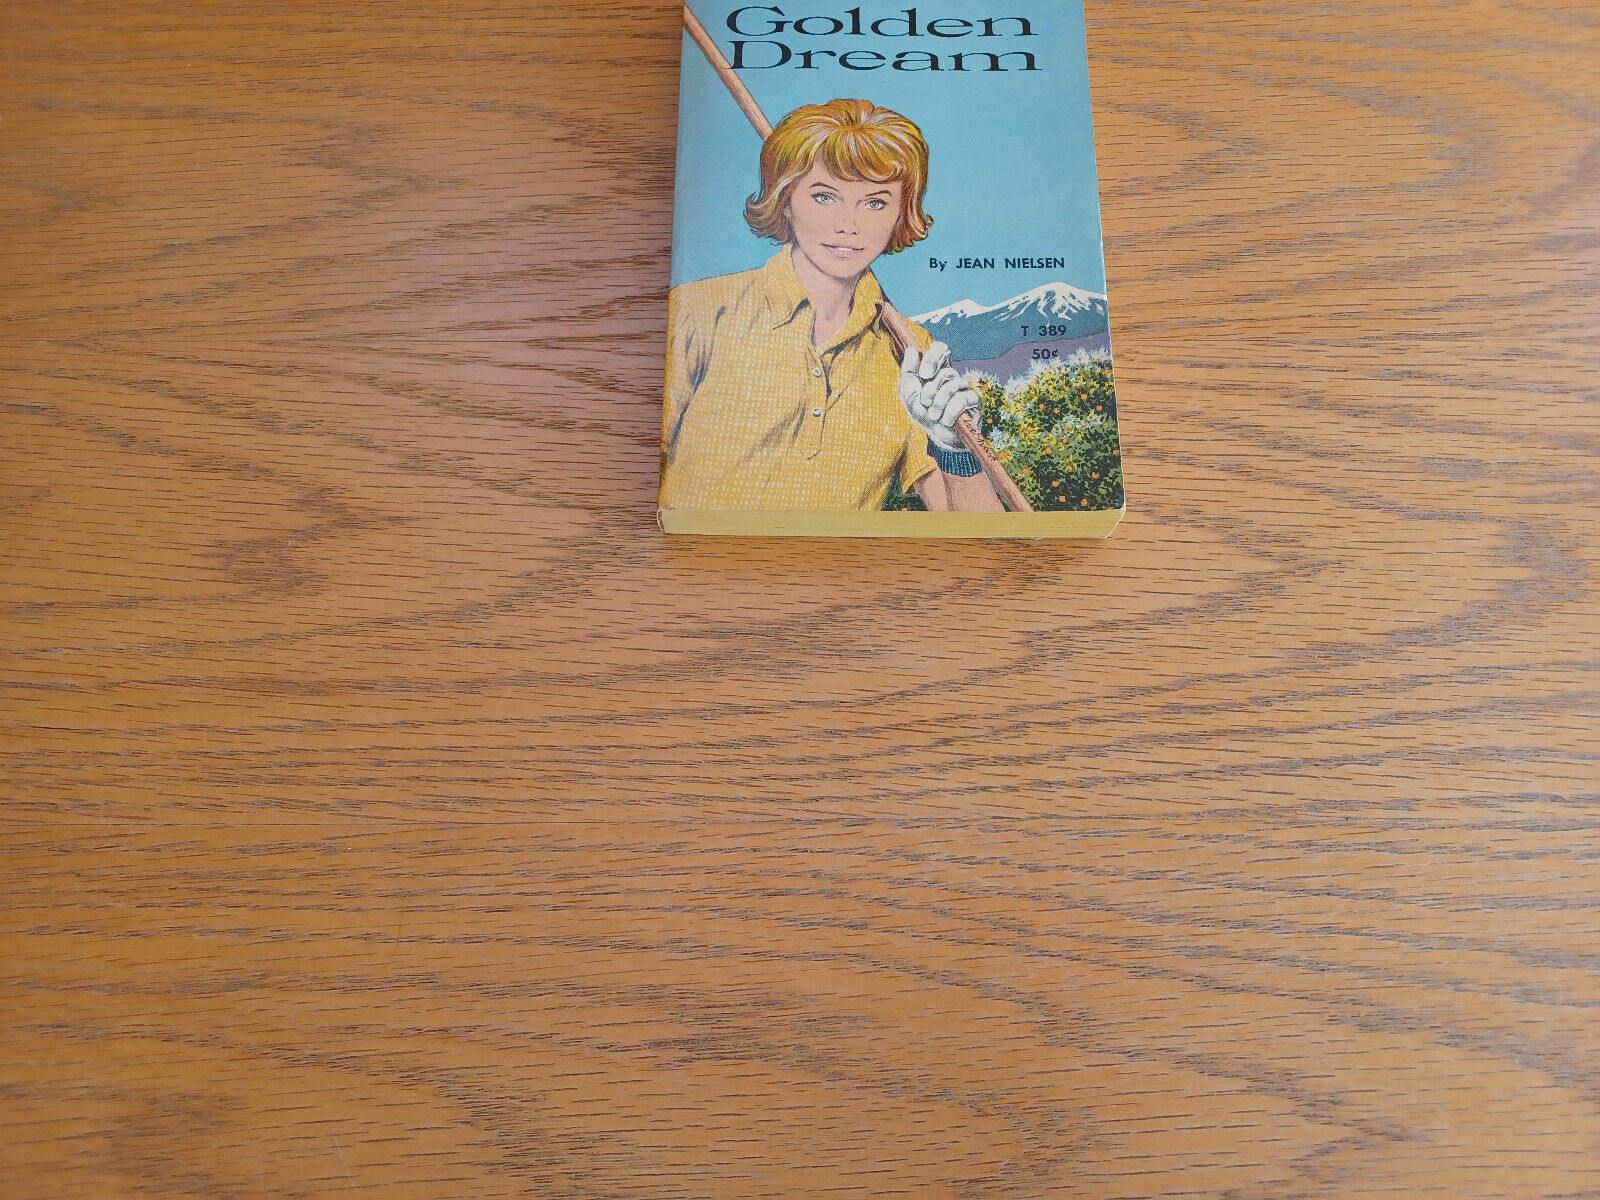 Golden
Dream
By JEAN NIELSEN
T 389
50¢